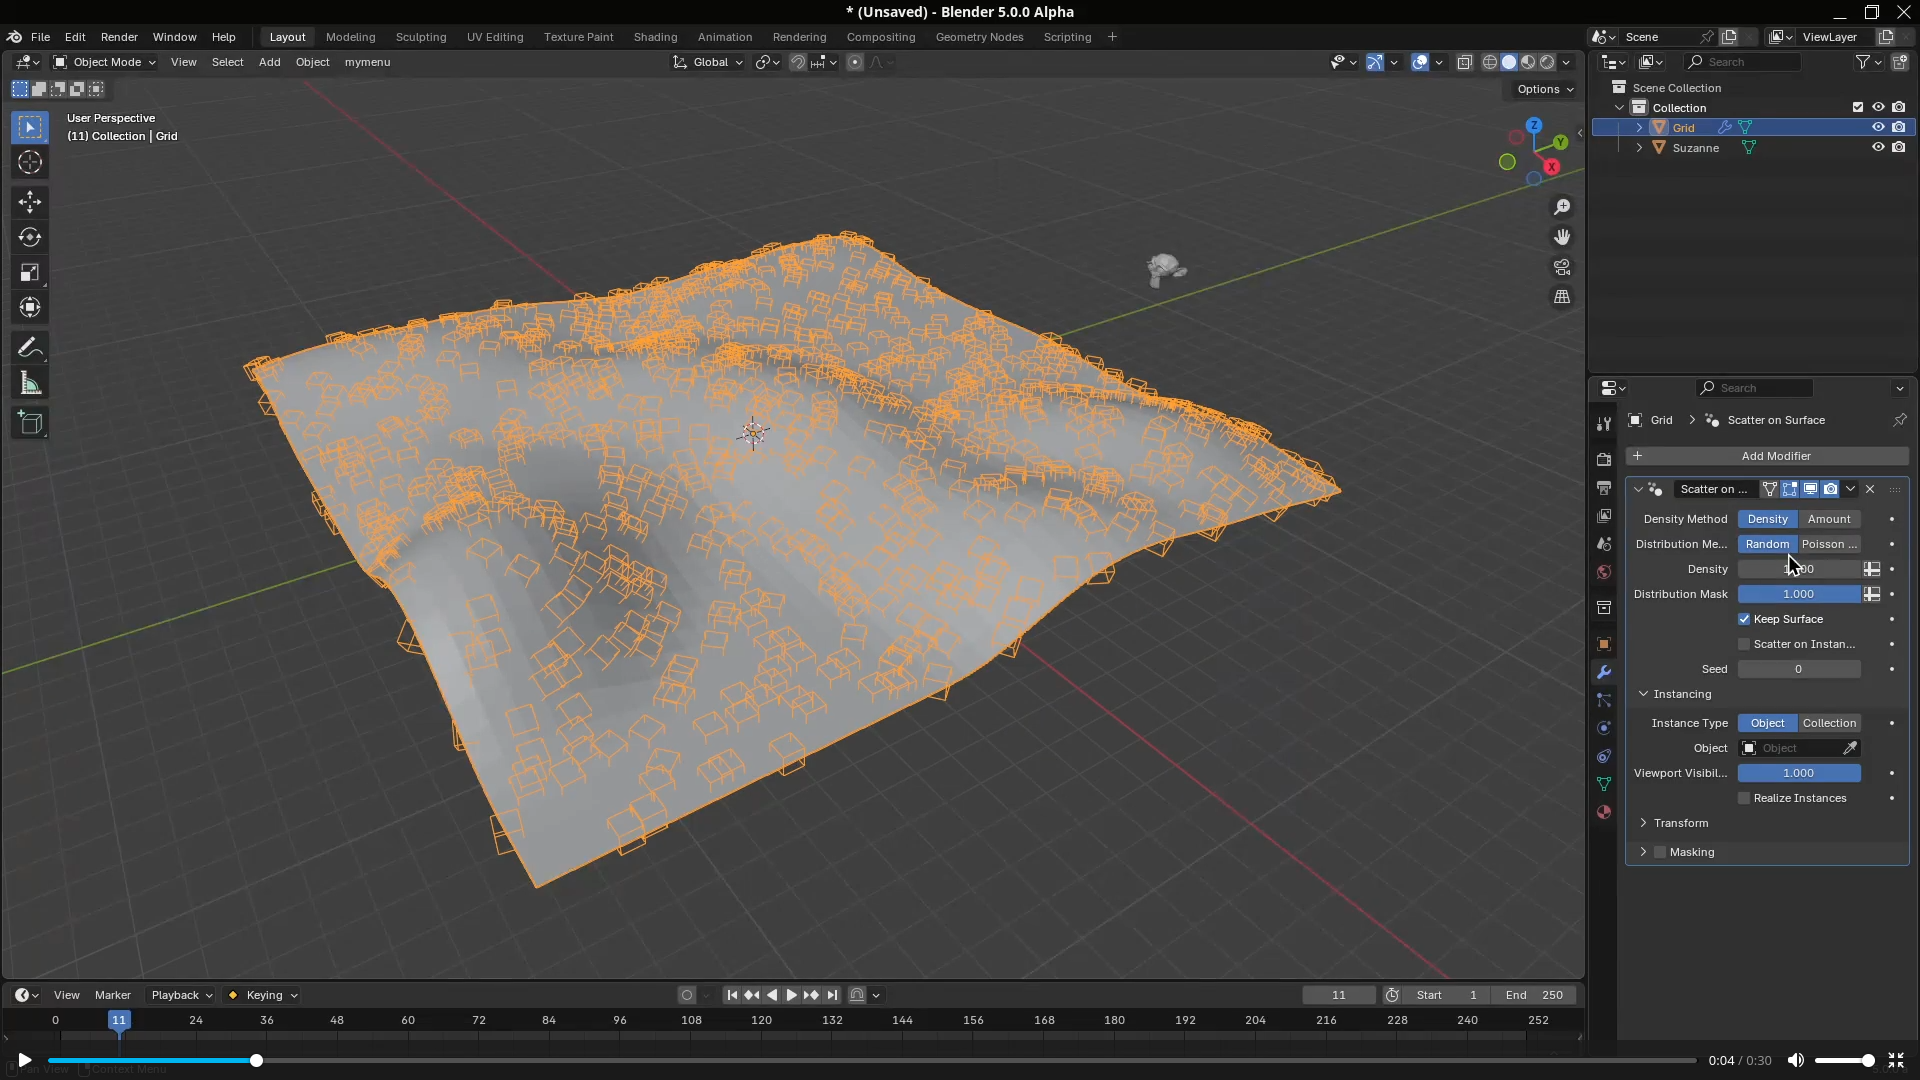 * (Unsaved) - Blender 5.0.0 Alpha
File Edit Render Window Help Layout Modeling Sculpting UV Editing Texture Paint Shading Animation Rendering Compositing Geometry Nodes Scripting + Scene ViewLayer
Object Mode View Select Add Object mymenu Global Search
Options
User Perspective
(11) Collection | Grid
Z
Y
X
Scene Collection
Collection
Grid
Suzanne
Search
Grid Scatter on Surface
+ Add Modifier
Scatter on ...
Density Method Density Amount
Distribution Me... Random Poisson ...
Density
Distribution Mask 1.000
Keep Surface
Scatter on Instan...
Seed 0
Instancing
Instance Type Object Collection
Object Object
Viewport Visibil... 1.000
Realize Instances
Transform
Masking
View Marker Playback Keying 11 Start 1 End 250
0 11 24 36 48 60 72 84 96 108 120 132 144 156 168 180 192 204 216 228 240 252
0:04 / 0:30
Pan View Context Menu